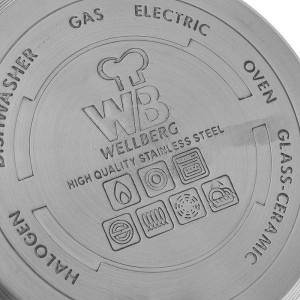 DISHWASHER GAS ELECTRIC OVEN GLASS-CERAMIC
WB
WELLBERG
HIGH QUALITY STAINLESS STEEL
HALOGEN